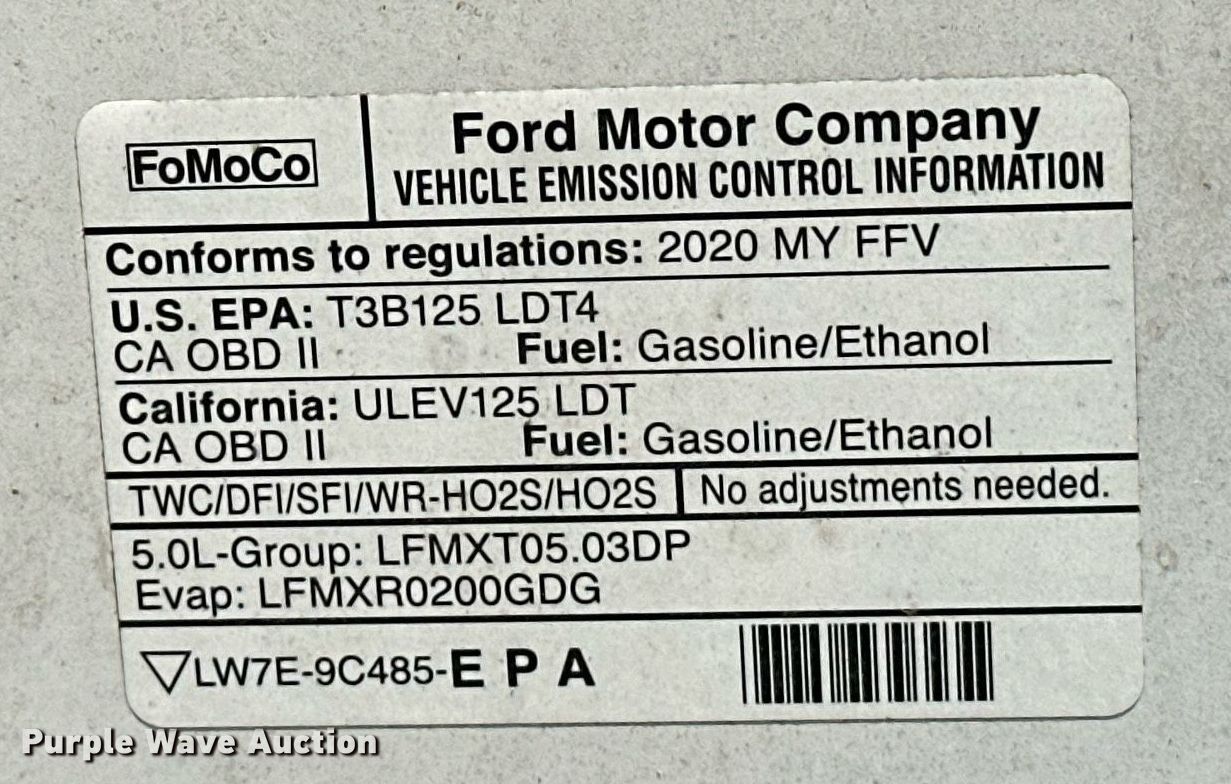 FoMoCo
Ford Motor Company
VEHICLE EMISSION CONTROL INFORMATION
Conforms to regulations: 2020 MY FFV
U.S. EPA: T3B125 LDT4
CA OBD II Fuel: Gasoline/Ethanol
California: ULEV125 LDT
CA OBD II Fuel: Gasoline/Ethanol
TWC/DFI/SFI/WR-HO2S/HO2S No adjustments needed.
5.0L-Group: LFMXT05.03DP
Evap: LFMXR0200GDG
LW7E-9C485-E P A
Purple Wave Auction